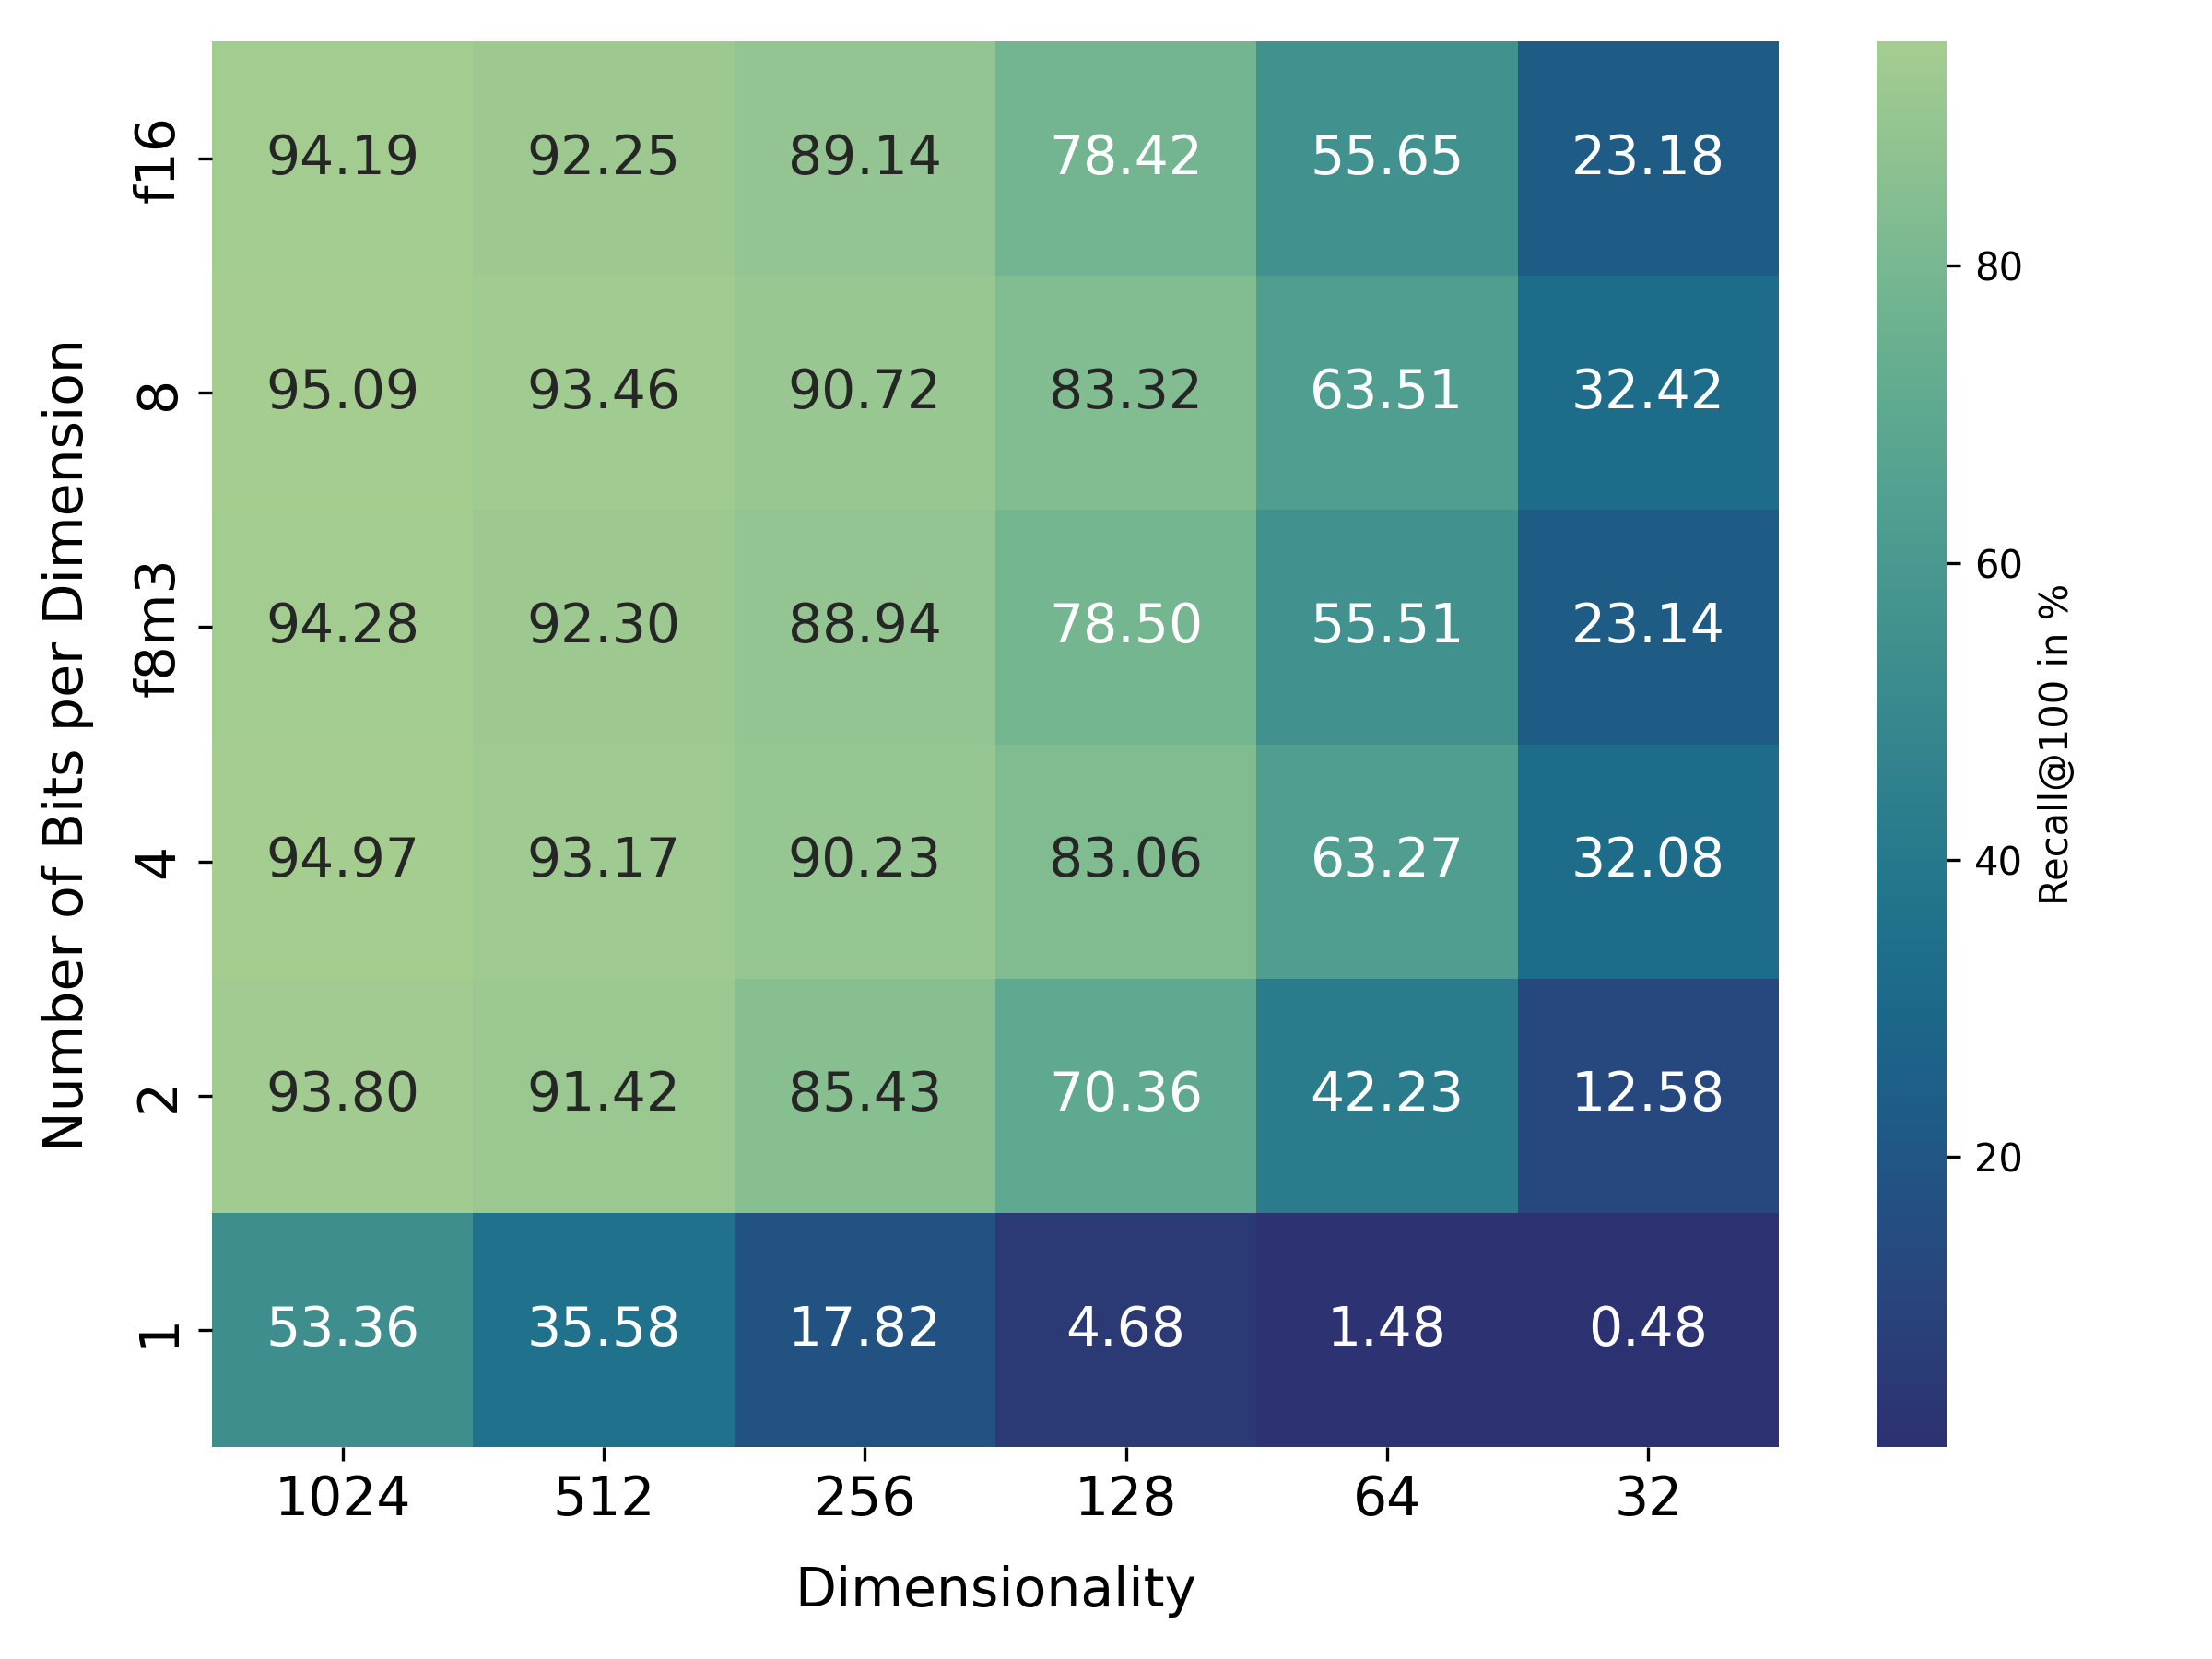 Number of Bits per Dimension
f16 94.19 92.25 89.14 78.42 55.65 23.18
8 95.09 93.46 90.72 83.32 63.51 32.42
f8m3 94.28 92.30 88.94 78.50 55.51 23.14
4 94.97 93.17 90.23 83.06 63.27 32.08
2 93.80 91.42 85.43 70.36 42.23 12.58
1 53.36 35.58 17.82 4.68 1.48 0.48
1024 512 256 128 64 32
Dimensionality
80
60
40
20
Recall@100 in %